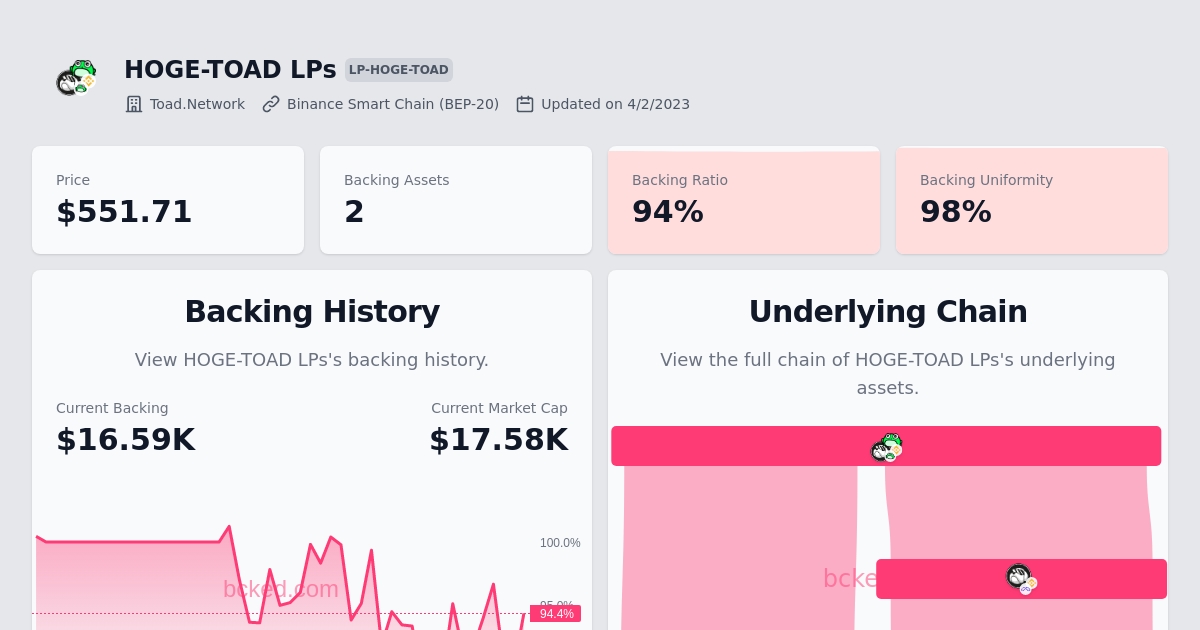 HOGE-TOAD LPs LP-HOGE-TOAD
Toad.Network Binance Smart Chain (BEP-20) Updated on 4/2/2023
Price
$551.71
Backing Assets
2
Backing Ratio
94%
Backing Uniformity
98%
Backing History
View HOGE-TOAD LPs's backing history.
Current Backing
$16.59K
Current Market Cap
$17.58K
100.0%
95.0%
94.4%
bcked.com
Underlying Chain
View the full chain of HOGE-TOAD LPs's underlying
assets.
bcke